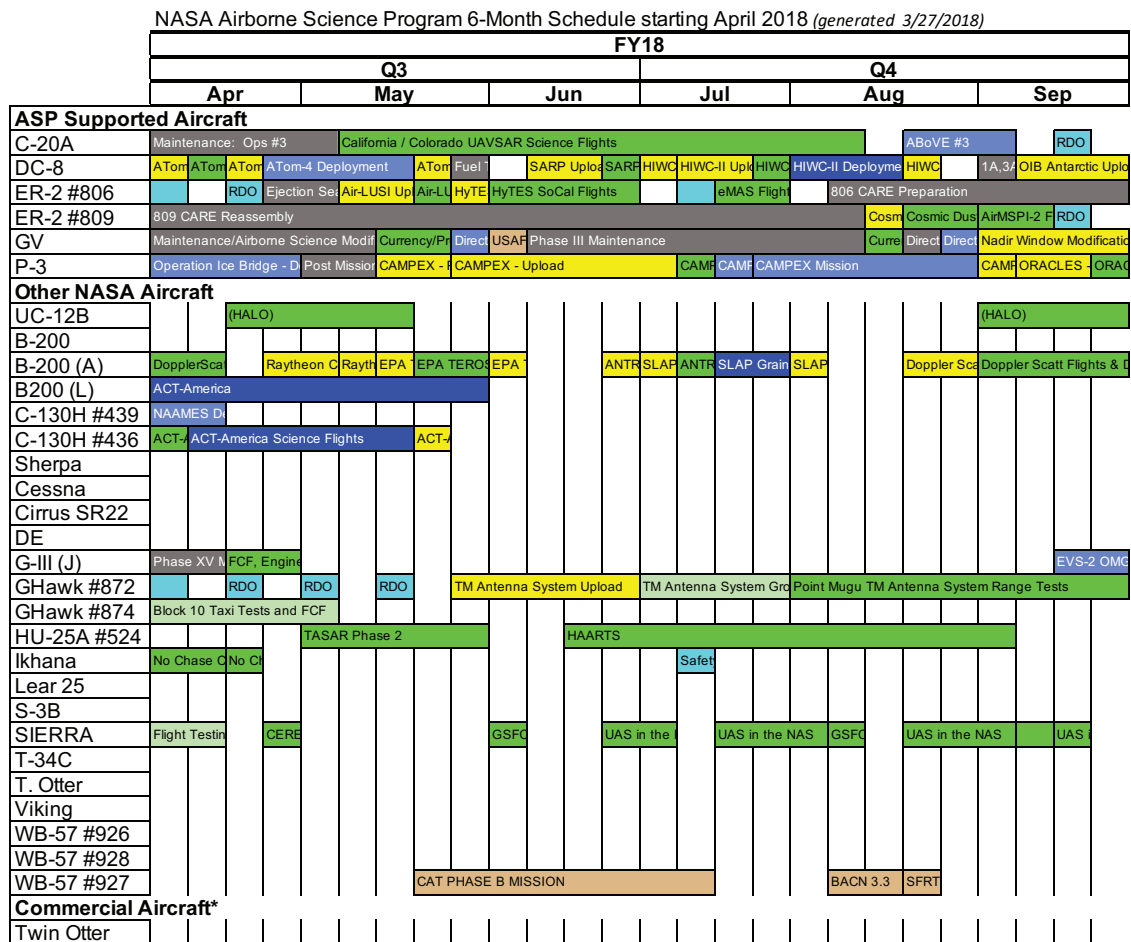 NASA Airborne Science Program 6-Month Schedule starting April 2018 (generated 3/27/2018)
FY18
Q3 Q4
Apr May Jun Jul Aug Sep
ASP Supported Aircraft
C-20A Maintenance: Ops #3 California / Colorado UAVSAR Science Flights ABoVE #3 RDO
DC-8 ATom ATom ATom ATom-4 Deployment ATom Fuel T SARP Uploa SARP HIWC HIWC-II Uplo HIWC HIWC-II Deployme HIWC 1A,3A OIB Antarctic Uplo
ER-2 #806 RDO Ejection Sea Air-LUSI Upl Air-LU HyTE HyTES SoCal Flights eMAS Flight 806 CARE Preparation
ER-2 #809 809 CARE Reassembly Cosm Cosmic Dus AirMSPI-2 F RDO
GV Maintenance/Airborne Science Modif Currency/Pr Direct USAF Phase III Maintenance Curre Direct Direct Nadir Window Modificatio
P-3 Operation Ice Bridge - D Post Mission CAMPEX - F CAMPEX - Upload CAMP CAMP CAMPEX Mission CAMP ORACLES - ORAC
Other NASA Aircraft
UC-12B (HALO) (HALO)
B-200
B-200 (A) DopplerScat Raytheon C Rayth EPA T EPA TEROS EPA T ANTR SLAP ANTR SLAP Grain SLAP Doppler Sca Doppler Scatt Flights & D
B200 (L) ACT-America
C-130H #439 NAAMES De
C-130H #436 ACT-A ACT-America Science Flights ACT-A
Sherpa
Cessna
Cirrus SR22
DE
G-III (J) Phase XV M FCF, Engine EVS-2 OMG
GHawk #872 RDO RDO RDO TM Antenna System Upload TM Antenna System Gro Point Mugu TM Antenna System Range Tests
GHawk #874 Block 10 Taxi Tests and FCF
HU-25A #524 TASAR Phase 2 HAARTS
Ikhana No Chase C No Ch Safet
Lear 25
S-3B
SIERRA Flight Testin CERE GSFC UAS in the UAS in the NAS GSFC UAS in the NAS UAS i
T-34C
T. Otter
Viking
WB-57 #926
WB-57 #928
WB-57 #927 CAT PHASE B MISSION BACN 3.3 SFRT
Commercial Aircraft*
Twin Otter